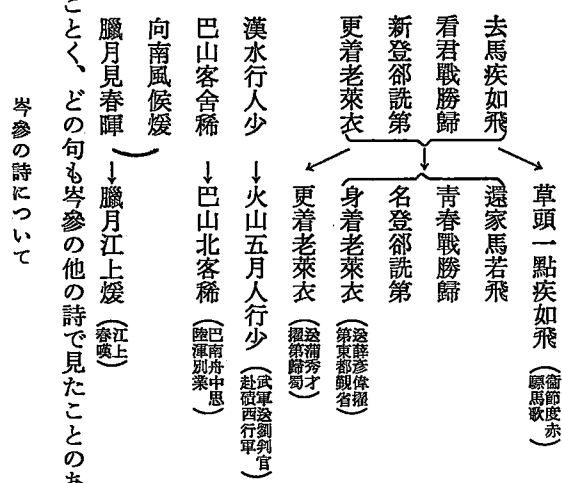 去馬疾如飛
看君戰勝歸
新登郤詵第
更着老萊衣
→草頭一點疾如飛(衞節度赤驃馬歌)
→還家馬若飛
靑春戰勝歸
名登郤詵第
身着老萊衣(送薛彥偉擢第東都覲省)
→更着老萊衣(送蒲秀才擢第歸蜀)
漢水行人少→火山五月人行少(武軍送劉判官赴磧西行軍)
巴山客舍稀→巴山北客稀(巴南舟中思陸渾別業)
向南風候煖
臘月見春暉→臘月江上煖(江上春嘆)
ことく、どの句も岑參の他の詩で見たことのあ
岑參の詩について